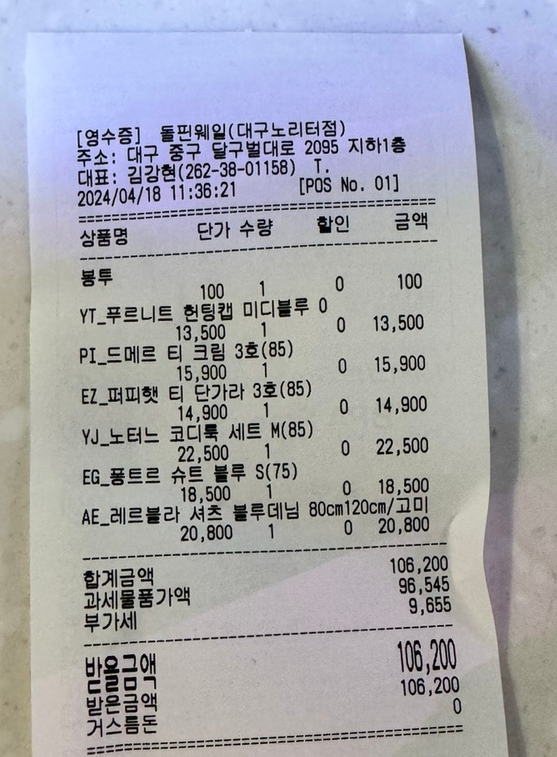 [영수증] 돌핀웨일(대구노리터점)
주소: 대구 중구 달구벌대로 2095 지하1층
대표: 김강현(262-38-01158) T.
2024/04/18 11:36:21 [POS No. 01]
상품명 단가 수량 할인 금액
봉투
100 1 0 100
YT_푸르니트 헌팅캡 미디블루 0
13,500 1 0 13,500
PI_드메르 티 크림 3호(85)
15,900 1 0 15,900
EZ_퍼피햇 티 단가라 3호(85)
14,900 1 0 14,900
YJ_노터느 코디룩 세트 M(85)
22,500 1 0 22,500
EG_퐁트르 슈트 블루 S(75)
18,500 1 0 18,500
AE_레르블라 셔츠 블루데님 80cm120cm/고미
20,800 1 0 20,800
합계금액 106,200
과세물품가액 96,545
부가세 9,655
받을금액 106,200
받은금액 106,200
거스름돈 0